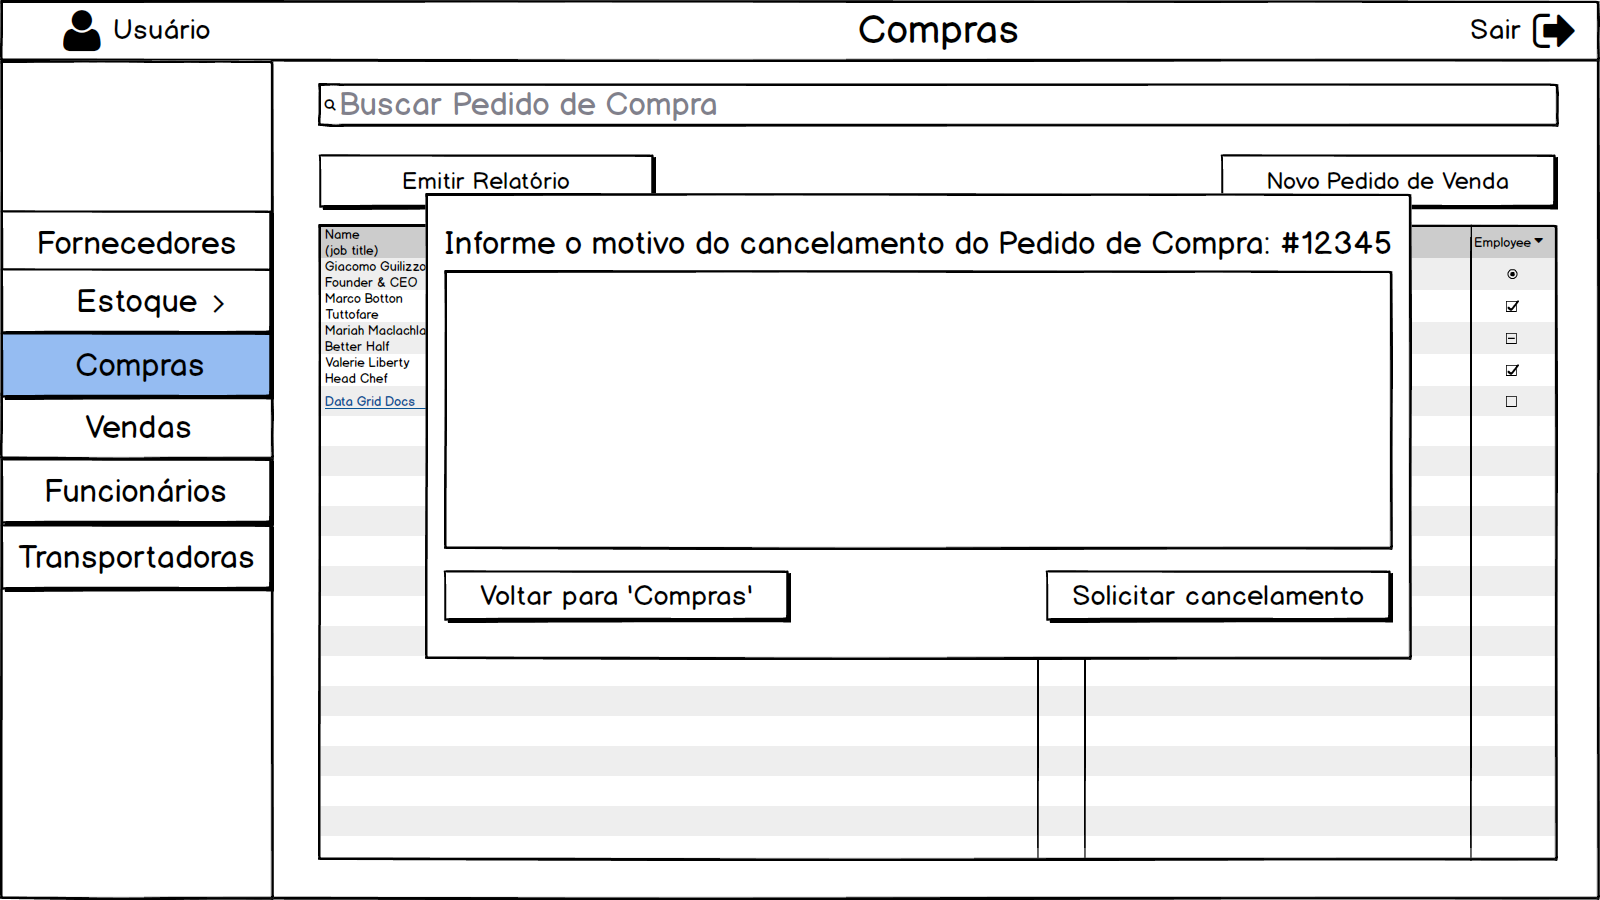 Usuário
Compras
Sair
Buscar Pedido de Compra
Emitir Relatório
Novo Pedido de Venda
Fornecedores
Estoque >
Compras
Vendas
Funcionários
Transportadoras
Name
(job title)
Employee
Giacomo Guilizzo
Founder & CEO
Marco Botton
Tuttofare
Mariah Maclachla
Better Half
Valerie Liberty
Head Chef
Data Grid Docs
Informe o motivo do cancelamento do Pedido de Compra: #12345
Voltar para 'Compras'
Solicitar cancelamento